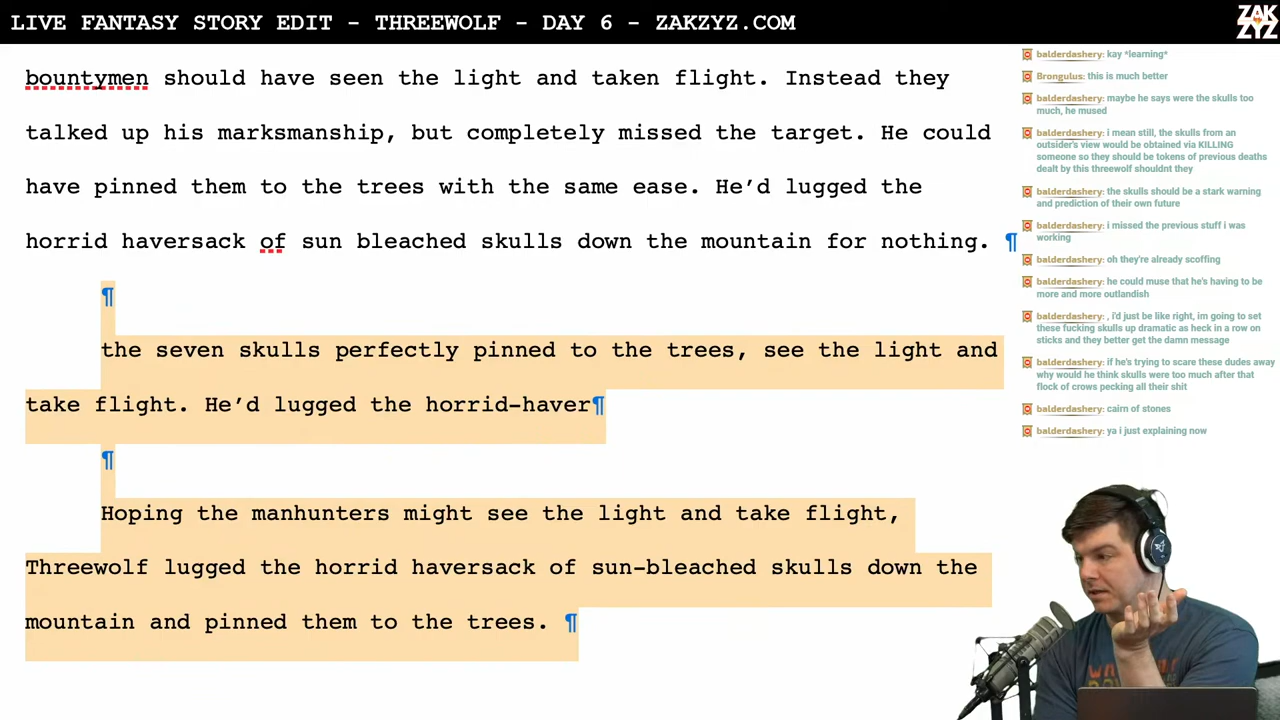 LIVE FANTASY STORY EDIT - THREEWOLF - DAY 6 - ZAKZYZ.COM
ZAK
ZYZ
bountymen should have seen the light and taken flight. Instead they
talked up his marksmanship, but completely missed the target. He could
have pinned them to the trees with the same ease. He’d lugged the
horrid haversack of sun bleached skulls down the mountain for nothing. ¶
¶
the seven skulls perfectly pinned to the trees, see the light and
take flight. He’d lugged the horrid-haver¶
¶
Hoping the manhunters might see the light and take flight,
Threewolf lugged the horrid haversack of sun-bleached skulls down the
mountain and pinned them to the trees. ¶
balderdashery: kay *learning*
Brongulus: this is much better
balderdashery: maybe he says were the skulls too
much, he mused
balderdashery: i mean still, the skulls from an
outsider's view would be obtained via KILLING
someone so they should be tokens of previous deaths
dealt by this threewolf shouldnt they
balderdashery: the skulls should be a stark warning
and prediction of their own future
balderdashery: i missed the previous stuff i was
working
balderdashery: oh they're already scoffing
balderdashery: he could muse that he's having to be
more and more outlandish
balderdashery: , i'd just be like right, im going to set
these fucking skulls up dramatic as heck in a row on
sticks and they better get the damn message
balderdashery: if he's trying to scare these dudes away
why would he think skulls were too much after that
flock of crows pecking all their shit
balderdashery: cairn of stones
balderdashery: ya i just explaining now